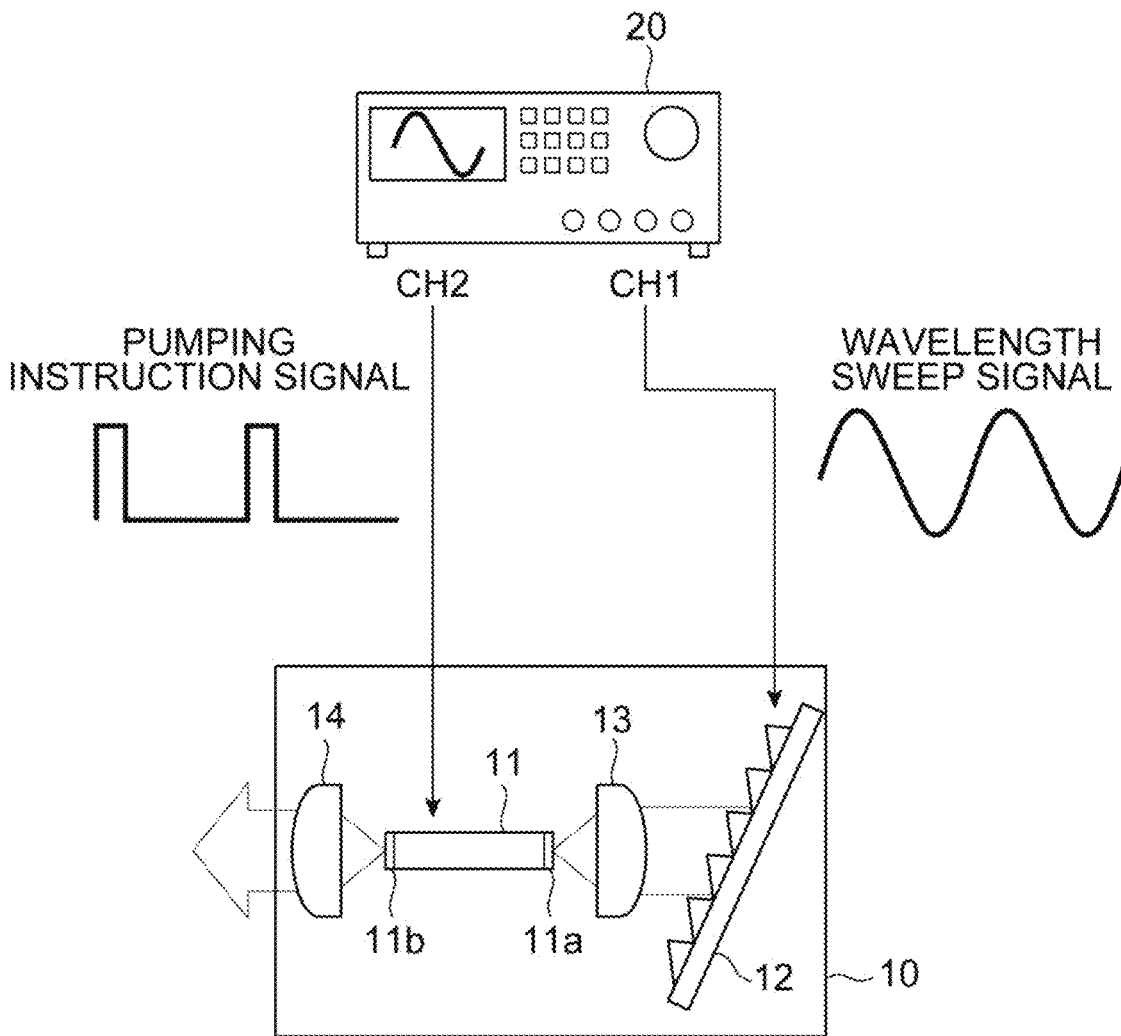 20
CH2
CH1
PUMPING
INSTRUCTION SIGNAL
WAVELENGTH
SWEEP SIGNAL
14
13
11
11b
11a
12
10